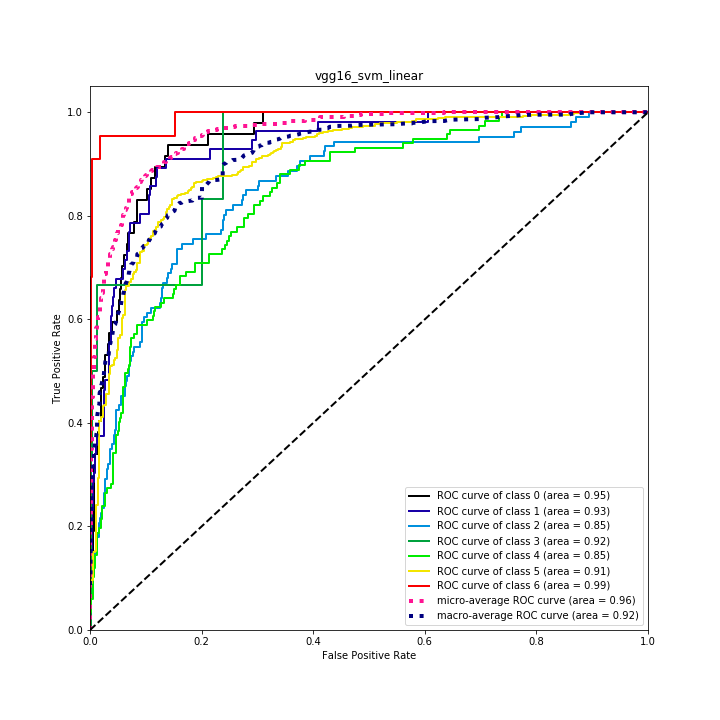 vgg16_svm_linear
1.0
0.8
0.6
0.4
0.2
0.0
True Positive Rate
0.0 0.2 0.4 0.6 0.8 1.0
False Positive Rate
ROC curve of class 0 (area = 0.95)
ROC curve of class 1 (area = 0.93)
ROC curve of class 2 (area = 0.85)
ROC curve of class 3 (area = 0.92)
ROC curve of class 4 (area = 0.85)
ROC curve of class 5 (area = 0.91)
ROC curve of class 6 (area = 0.99)
micro-average ROC curve (area = 0.96)
macro-average ROC curve (area = 0.92)